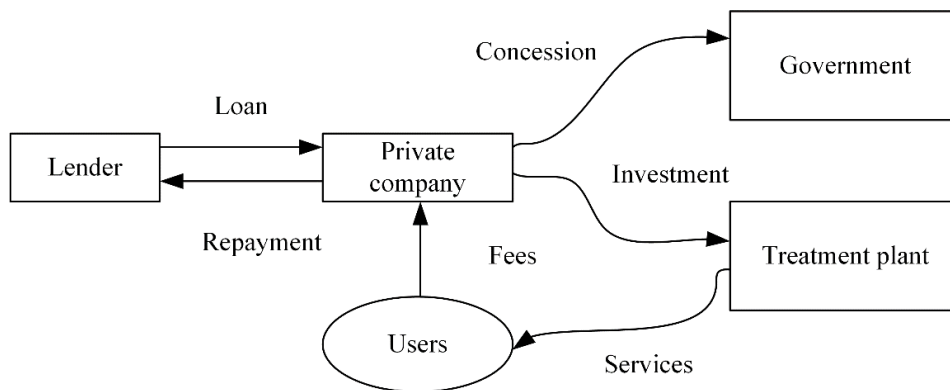 Concession
Government
Loan
Lender
Private
company
Investment
Repayment
Fees
Treatment plant
Users
Services